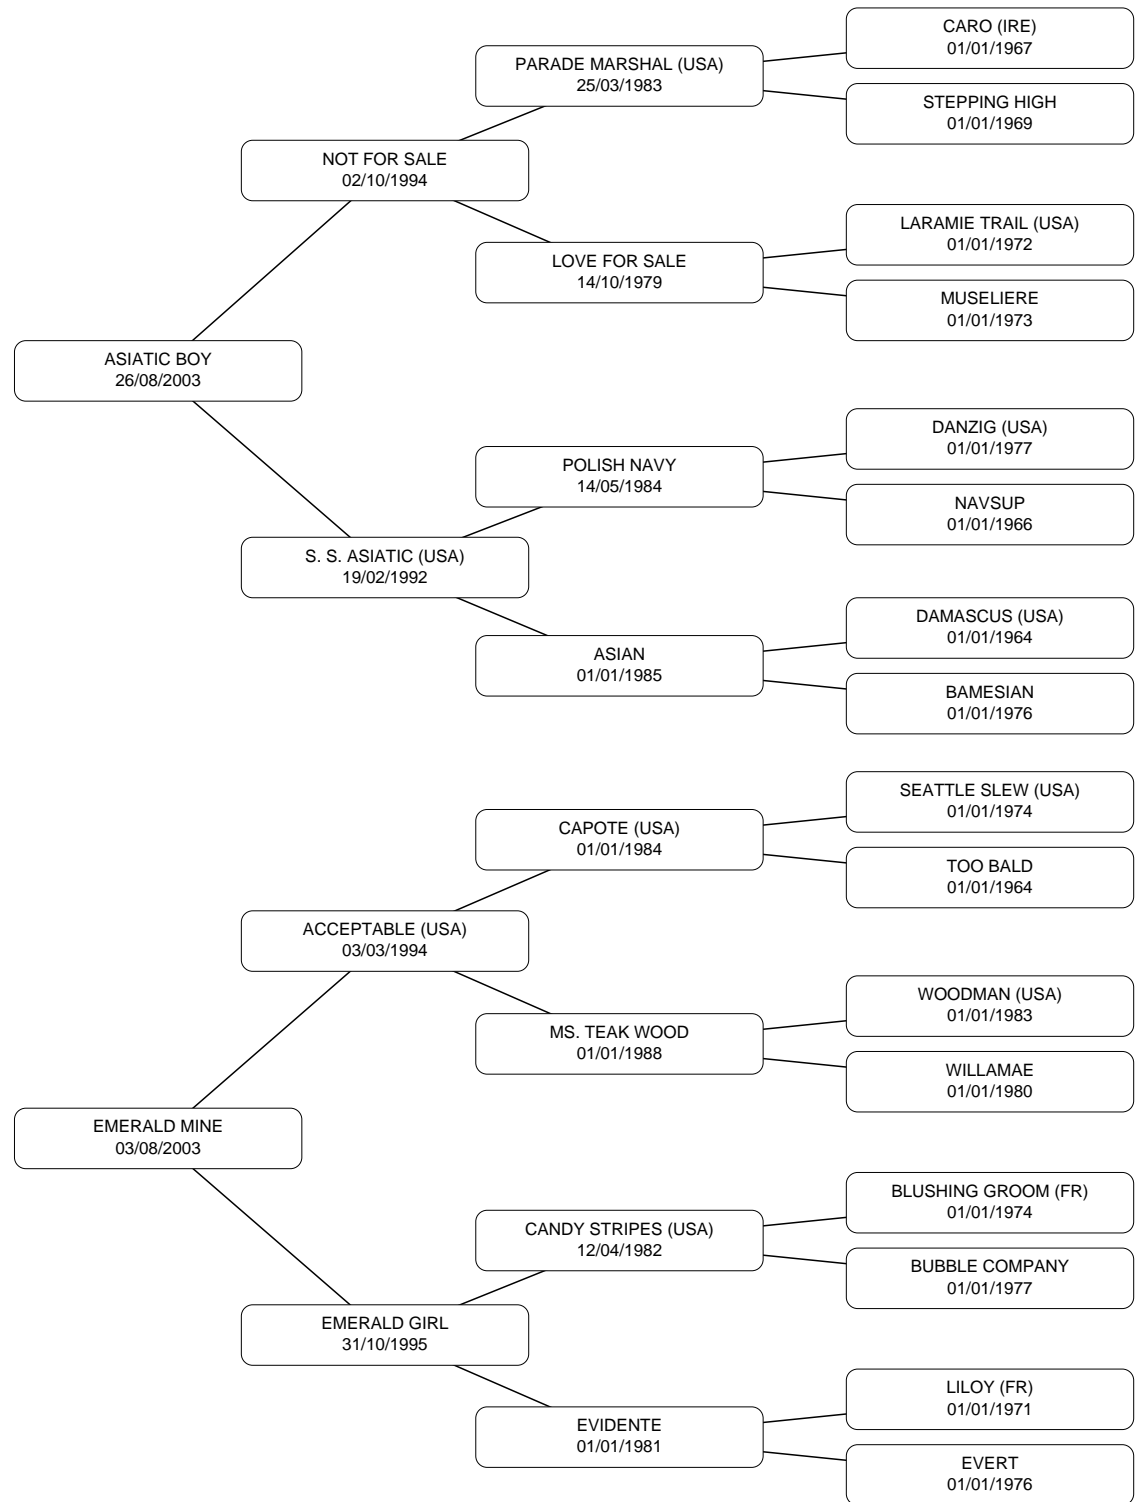 CARO (IRE)
01/01/1967
PARADE MARSHAL (USA)
25/03/1983
STEPPING HIGH
01/01/1969
NOT FOR SALE
02/10/1994
LARAMIE TRAIL (USA)
01/01/1972
LOVE FOR SALE
14/10/1979
MUSELIERE
01/01/1973
ASIATIC BOY
26/08/2003
DANZIG (USA)
01/01/1977
POLISH NAVY
14/05/1984
NAVSUP
01/01/1966
S. S. ASIATIC (USA)
19/02/1992
DAMASCUS (USA)
01/01/1964
ASIAN
01/01/1985
BAMESIAN
01/01/1976
SEATTLE SLEW (USA)
01/01/1974
CAPOTE (USA)
01/01/1984
TOO BALD
01/01/1964
ACCEPTABLE (USA)
03/03/1994
WOODMAN (USA)
01/01/1983
MS. TEAK WOOD
01/01/1988
WILLAMAE
01/01/1980
EMERALD MINE
03/08/2003
BLUSHING GROOM (FR)
01/01/1974
CANDY STRIPES (USA)
12/04/1982
BUBBLE COMPANY
01/01/1977
EMERALD GIRL
31/10/1995
LILOY (FR)
01/01/1971
EVIDENTE
01/01/1981
EVERT
01/01/1976